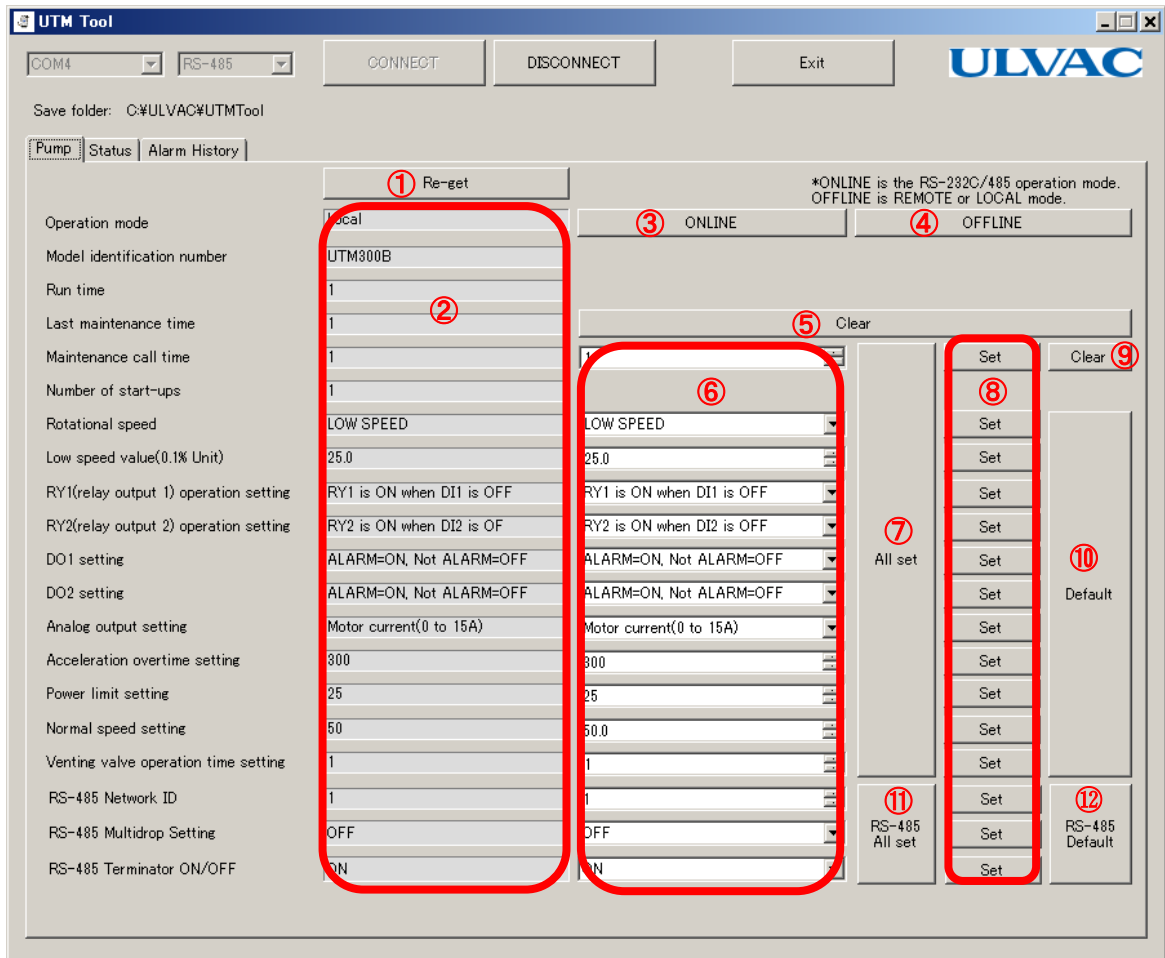 UTM Tool
COM4 RS-485 CONNECT DISCONNECT Exit ULVAC
Save folder: C:¥ULVAC¥UTMTool
Pump Status Alarm History
① Re-get
*ONLINE is the RS-232C/485 operation mode.
OFFLINE is REMOTE or LOCAL mode.
Operation mode Local ③ ONLINE ④ OFFLINE
Model identification number UTM300B
Run time 1
②
Last maintenance time 1 ⑤ Clear
Maintenance call time 1 1 Set Clear ⑨
Number of start-ups 1 ⑥ ⑧
Rotational speed LOW SPEED LOW SPEED Set
Low speed value(0.1% Unit) 25.0 25.0 Set
RY1(relay output 1) operation setting RY1 is ON when DI1 is OFF RY1 is ON when DI1 is OFF Set
RY2(relay output 2) operation setting RY2 is ON when DI2 is OF RY2 is ON when DI2 is OFF ⑦ Set
DO1 setting ALARM=ON, Not ALARM=OFF ALARM=ON, Not ALARM=OFF All set Set ⑩
DO2 setting ALARM=ON, Not ALARM=OFF ALARM=ON, Not ALARM=OFF Set Default
Analog output setting Motor current(0 to 15A) Motor current(0 to 15A) Set
Acceleration overtime setting 300 300 Set
Power limit setting 25 25 Set
Normal speed setting 50 50.0 Set
Venting valve operation time setting 1 1 Set
RS-485 Network ID 1 1 ⑪ Set ⑫
RS-485 Multidrop Setting OFF OFF RS-485 All set Set RS-485 Default
RS-485 Terminator ON/OFF ON ON Set